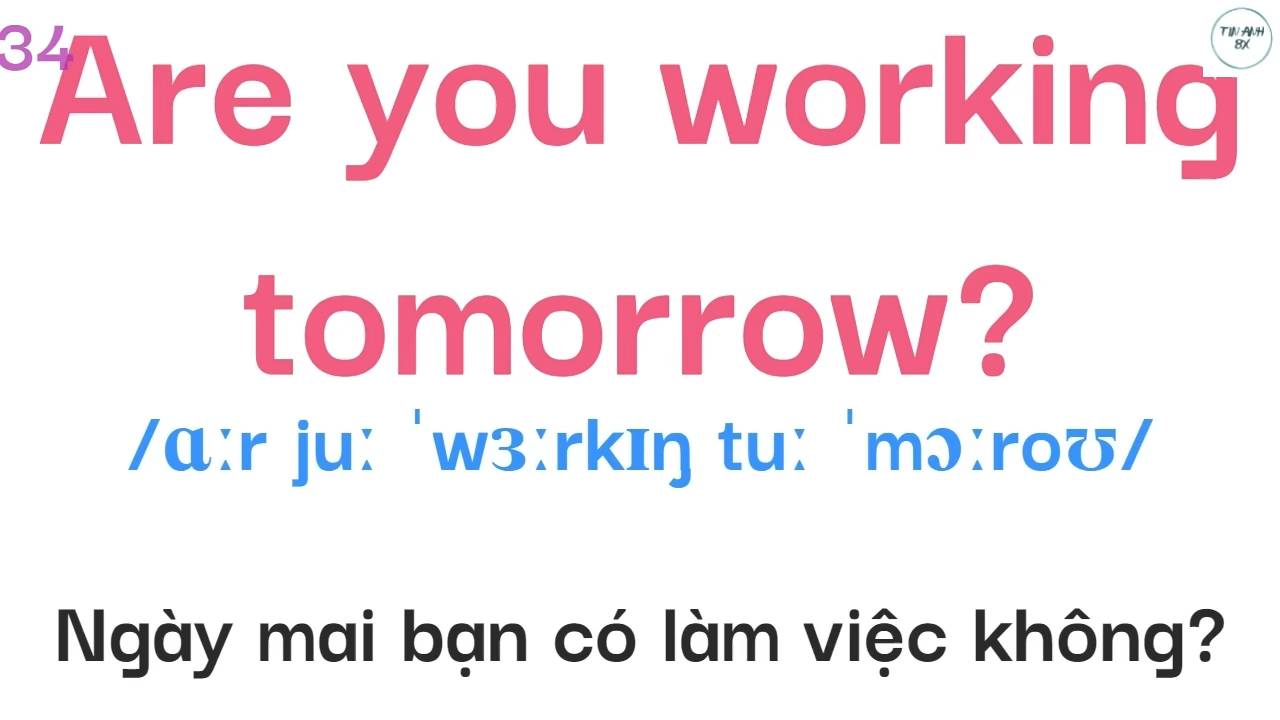 34
TIN ANH
8X
Are you working
tomorrow?
/ɑːr juː ˈwɜːrkɪŋ tuː ˈmɔːroʊ/
Ngày mai bạn có làm việc không?